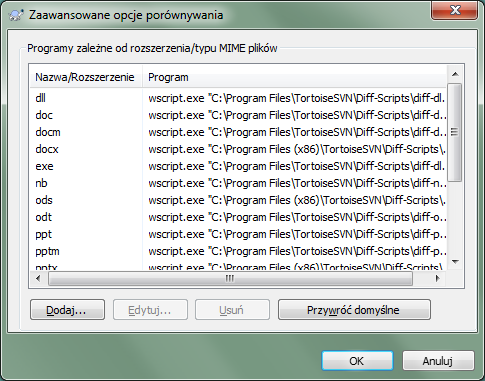 Zaawansowane opcje porównywania
Programy zależne od rozszerzenia/typu MIME plików
Nazwa/Rozszerzenie Program
dll wscript.exe "C:\Program Files\TortoiseSVN\Diff-Scripts\diff-dl...
doc wscript.exe "C:\Program Files\TortoiseSVN\Diff-Scripts\diff-d...
docm wscript.exe "C:\Program Files\TortoiseSVN\Diff-Scripts\diff-d...
docx wscript.exe "C:\Program Files (x86)\TortoiseSVN\Diff-Scripts\...
exe wscript.exe "C:\Program Files\TortoiseSVN\Diff-Scripts\diff-dl...
nb wscript.exe "C:\Program Files\TortoiseSVN\Diff-Scripts\diff-n...
ods wscript.exe "C:\Program Files (x86)\TortoiseSVN\Diff-Scripts\...
odt wscript.exe "C:\Program Files\TortoiseSVN\Diff-Scripts\diff-o...
ppt wscript.exe "C:\Program Files\TortoiseSVN\Diff-Scripts\diff-p...
pptm wscript.exe "C:\Program Files\TortoiseSVN\Diff-Scripts\diff-p...
pptx wscript.exe "C:\Program Files (x86)\TortoiseSVN\Diff-Scripts\...
Dodaj... Edytuj... Usuń Przywróć domyślne
OK Anuluj